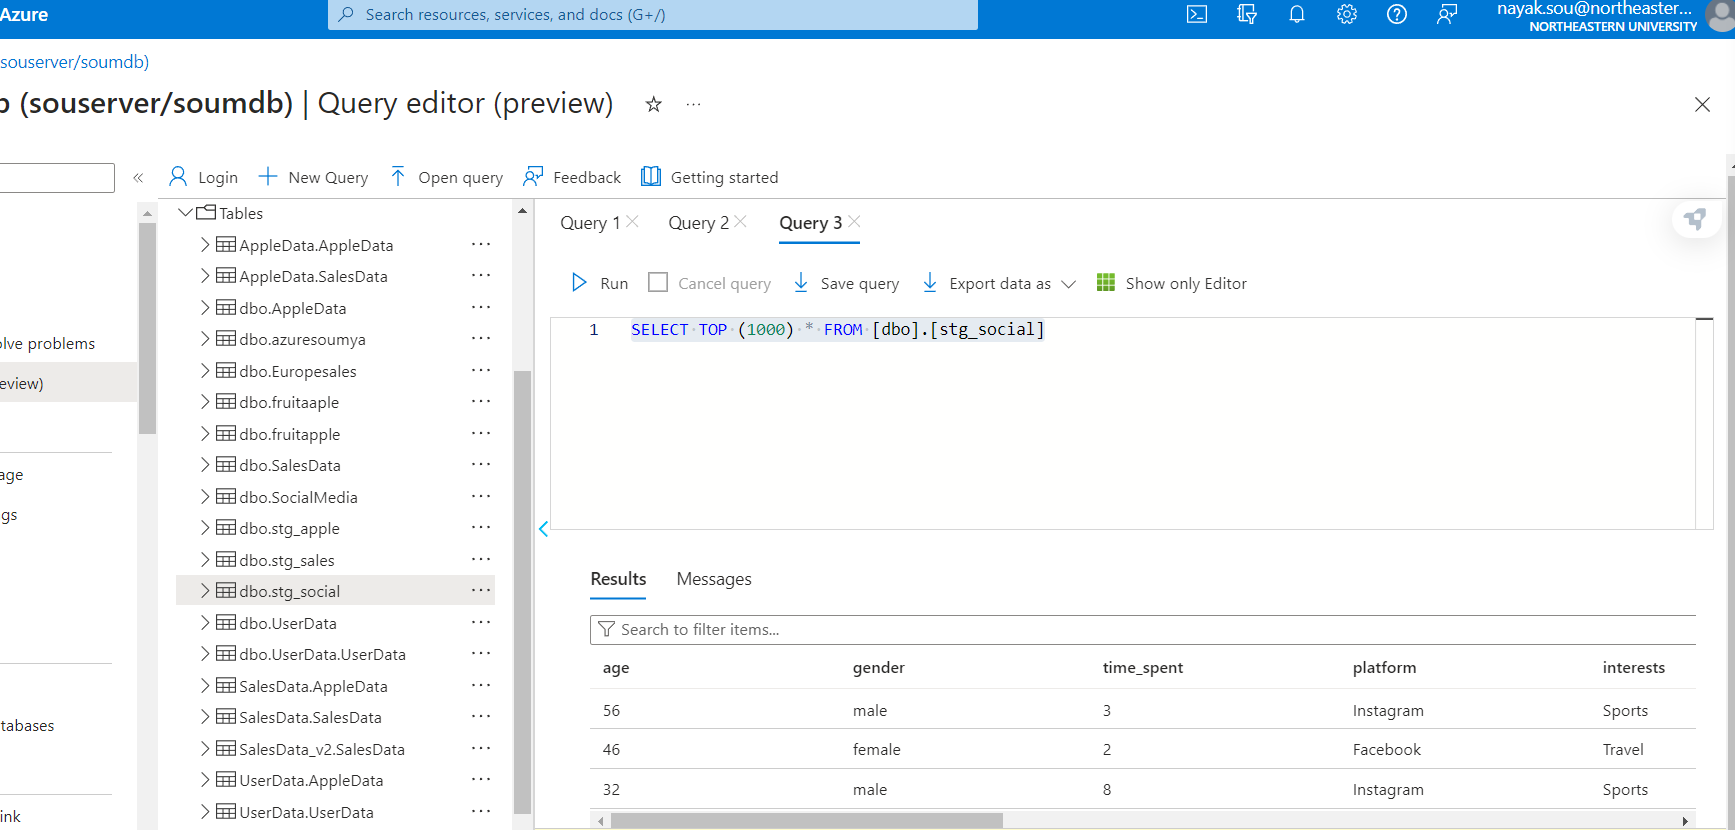 Azure
Search resources, services, and docs (G+/)
nayak.sou@northeaster...
NORTHEASTERN UNIVERSITY
souserver/soumdb)
(souserver/soumdb) | Query editor (preview)
...
«
Login
New Query
Open query
Feedback
Getting started
olve problems
eview)
age
gs
tabases
ink
Tables
AppleData.AppleData ...
AppleData.SalesData ...
dbo.AppleData ...
dbo.azuresoumya ...
dbo.Europesales ...
dbo.fruitaaple ...
dbo.fruitapple ...
dbo.SalesData ...
dbo.SocialMedia ...
dbo.stg_apple ...
dbo.stg_sales ...
dbo.stg_social ...
dbo.UserData ...
dbo.UserData.UserData ...
SalesData.AppleData ...
SalesData.SalesData ...
SalesData_v2.SalesData ...
UserData.AppleData ...
UserData.UserData ...
Query 1 Query 2 Query 3
Run Cancel query Save query Export data as Show only Editor
1 SELECT TOP (1000) * FROM [dbo].[stg_social]
Results Messages
Search to filter items...
age gender time_spent platform interests
56 male 3 Instagram Sports
46 female 2 Facebook Travel
32 male 8 Instagram Sports